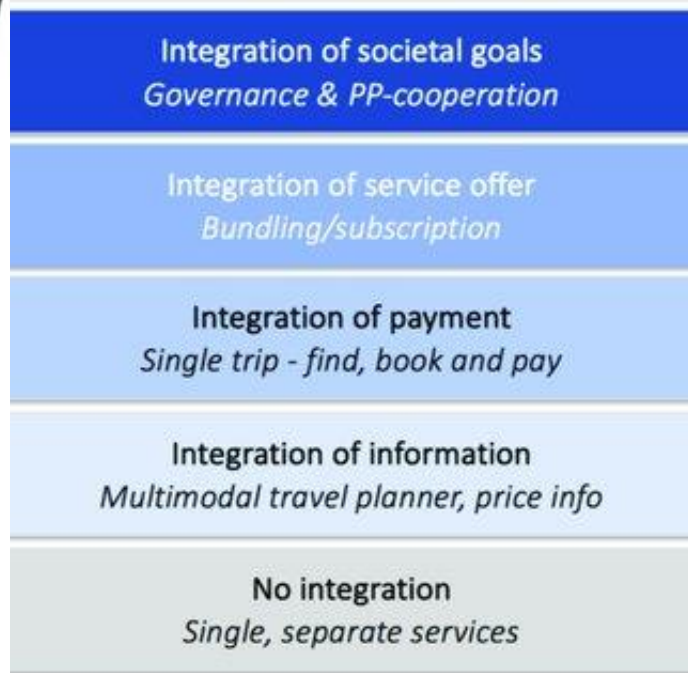 Integration of societal goals
Governance & PP-cooperation
Integration of service offer
Bundling/subscription
Integration of payment
Single trip - find, book and pay
Integration of information
Multimodal travel planner, price info
No integration
Single, separate services